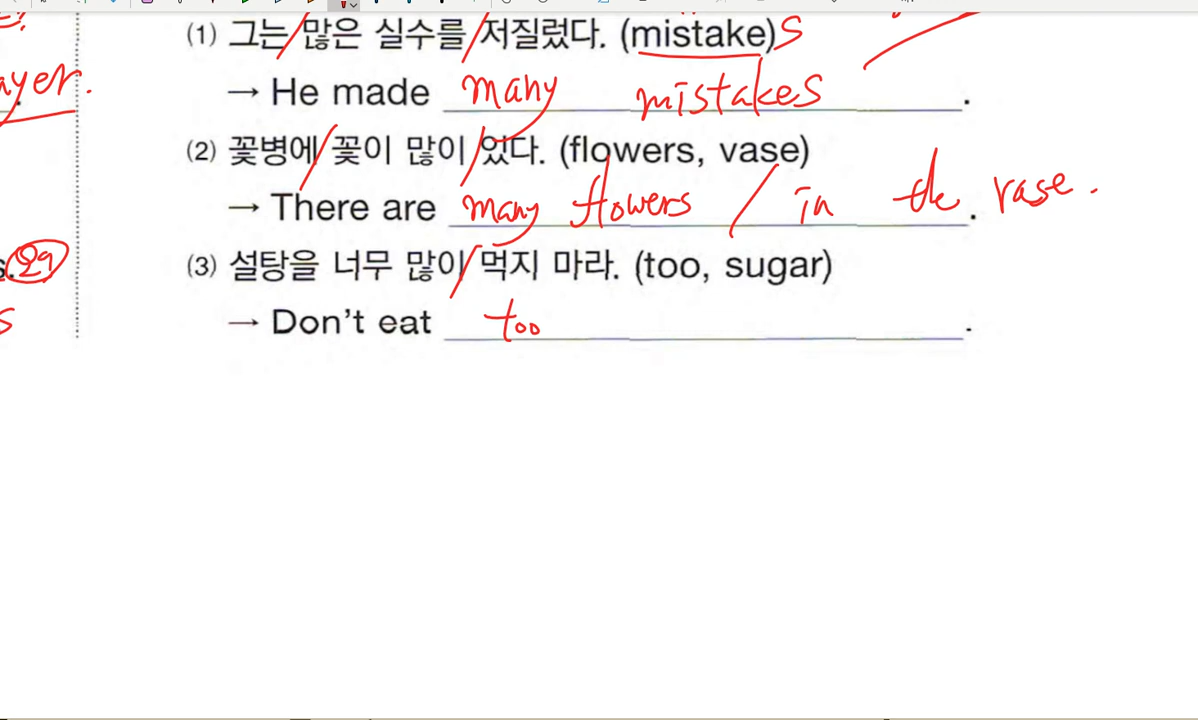 (1) 그는/많은 실수를/저질렀다. (mistake)s
ayer.
→ He made many mistakes.
(2) 꽃병에/꽃이 많이/있었다. (flowers, vase)
→ There are many flowers / in the vase.
(3) 설탕을 너무 많이/먹지 마라. (too, sugar)
s. 29
→ Don't eat too .
s